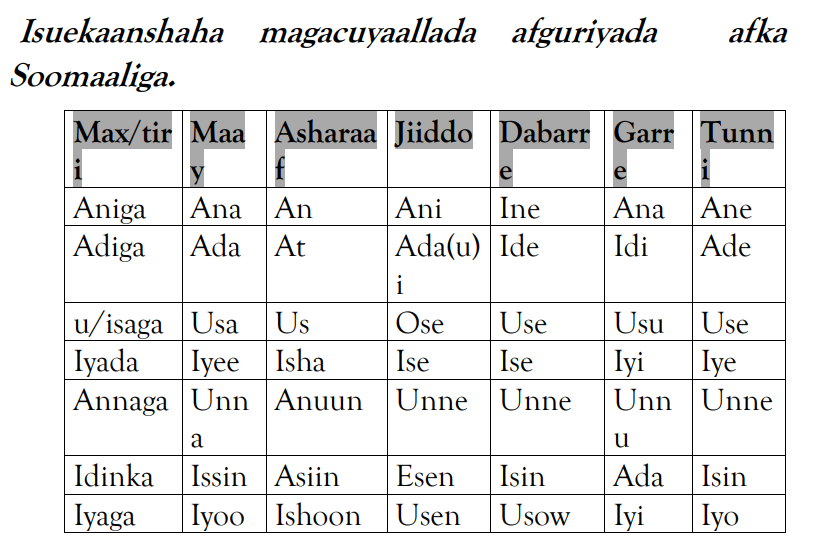 Isuekaanshaha magacuyaallada afguriyada afka
Soomaaliga.
Max/tiri Maay Asharaaf Jiiddo Dabarre Garre Tunni
Aniga Ana An Ani Ine Ana Ane
Adiga Ada At Ada(u)i Ide Idi Ade
u/isaga Usa Us Ose Use Usu Use
Iyada Iyee Isha Ise Ise Iyi Iye
Annaga Unna Anuun Unne Unne Unnu Unne
Idinka Issin Asiin Esen Isin Ada Isin
Iyaga Iyoo Ishoon Usen Usow Iyi Iyo